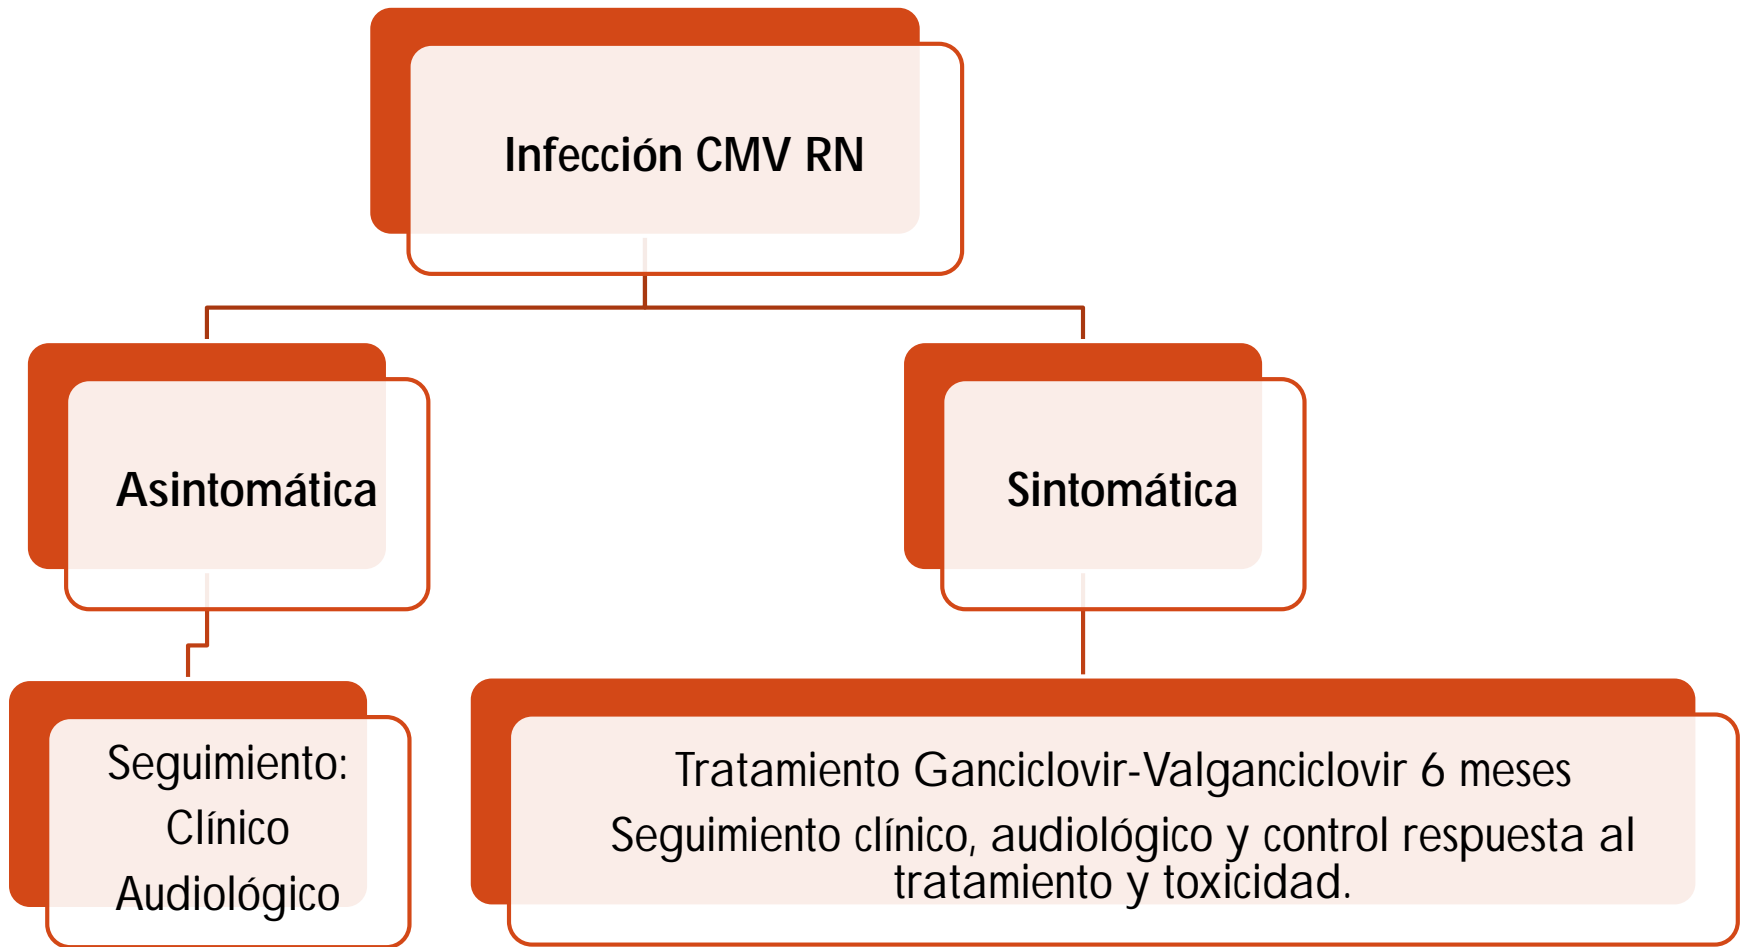 Infección CMV RN
Asintomática
Sintomática
Seguimiento:
Clínico
Audiológico
Tratamiento Ganciclovir-Valganciclovir 6 meses
Seguimiento clínico, audiológico y control respuesta al
tratamiento y toxicidad.